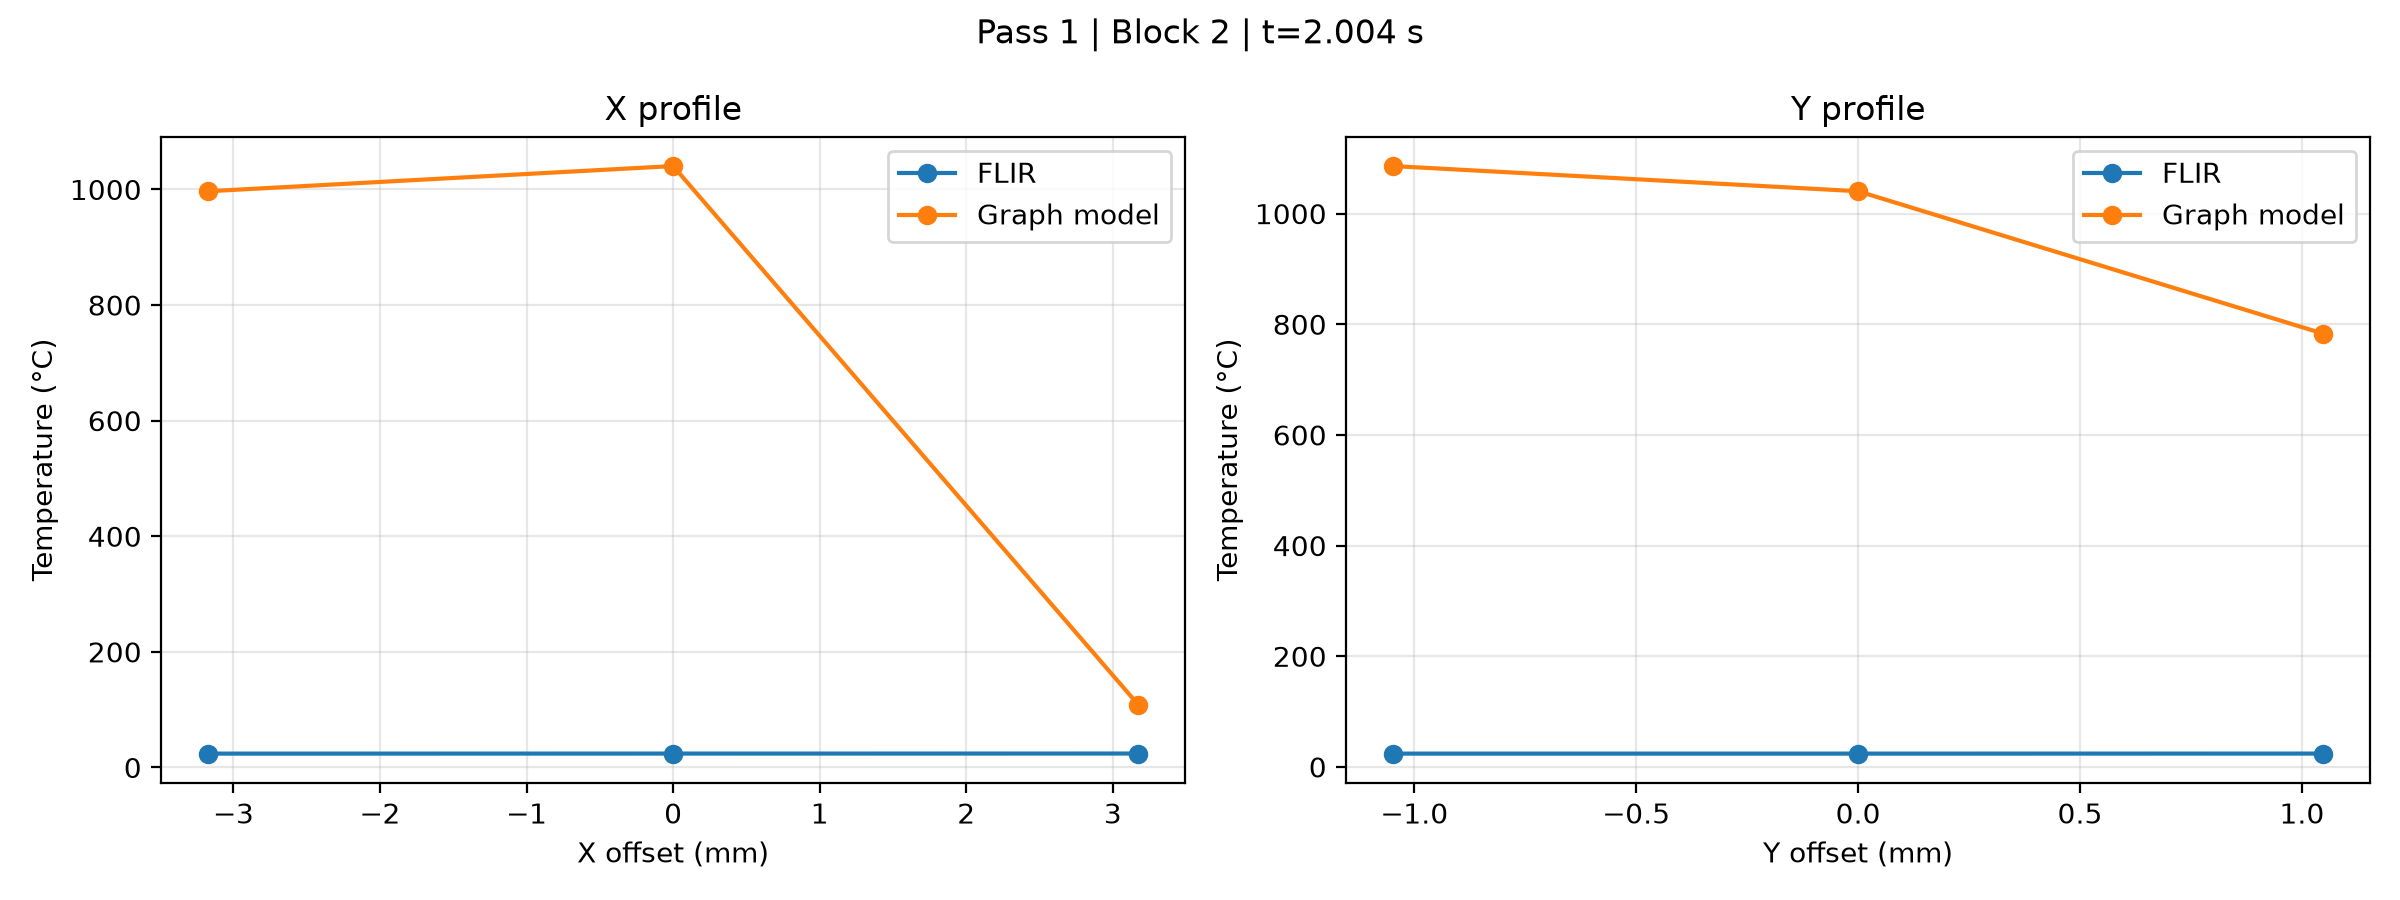 Pass 1 | Block 2 | t=2.004 s
X profile
FLIR
Graph model
1000
800
600
400
200
0
Temperature (°C)
−3 −2 −1 0 1 2 3
X offset (mm)
Y profile
FLIR
Graph model
1000
800
600
400
200
0
Temperature (°C)
−1.0 −0.5 0.0 0.5 1.0
Y offset (mm)